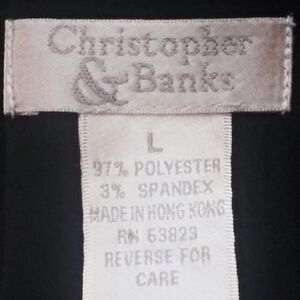 Christopher
& Banks
L
97% POLYESTER
3% SPANDEX
MADE IN HONG KONG
RN 63823
REVERSE FOR
CARE